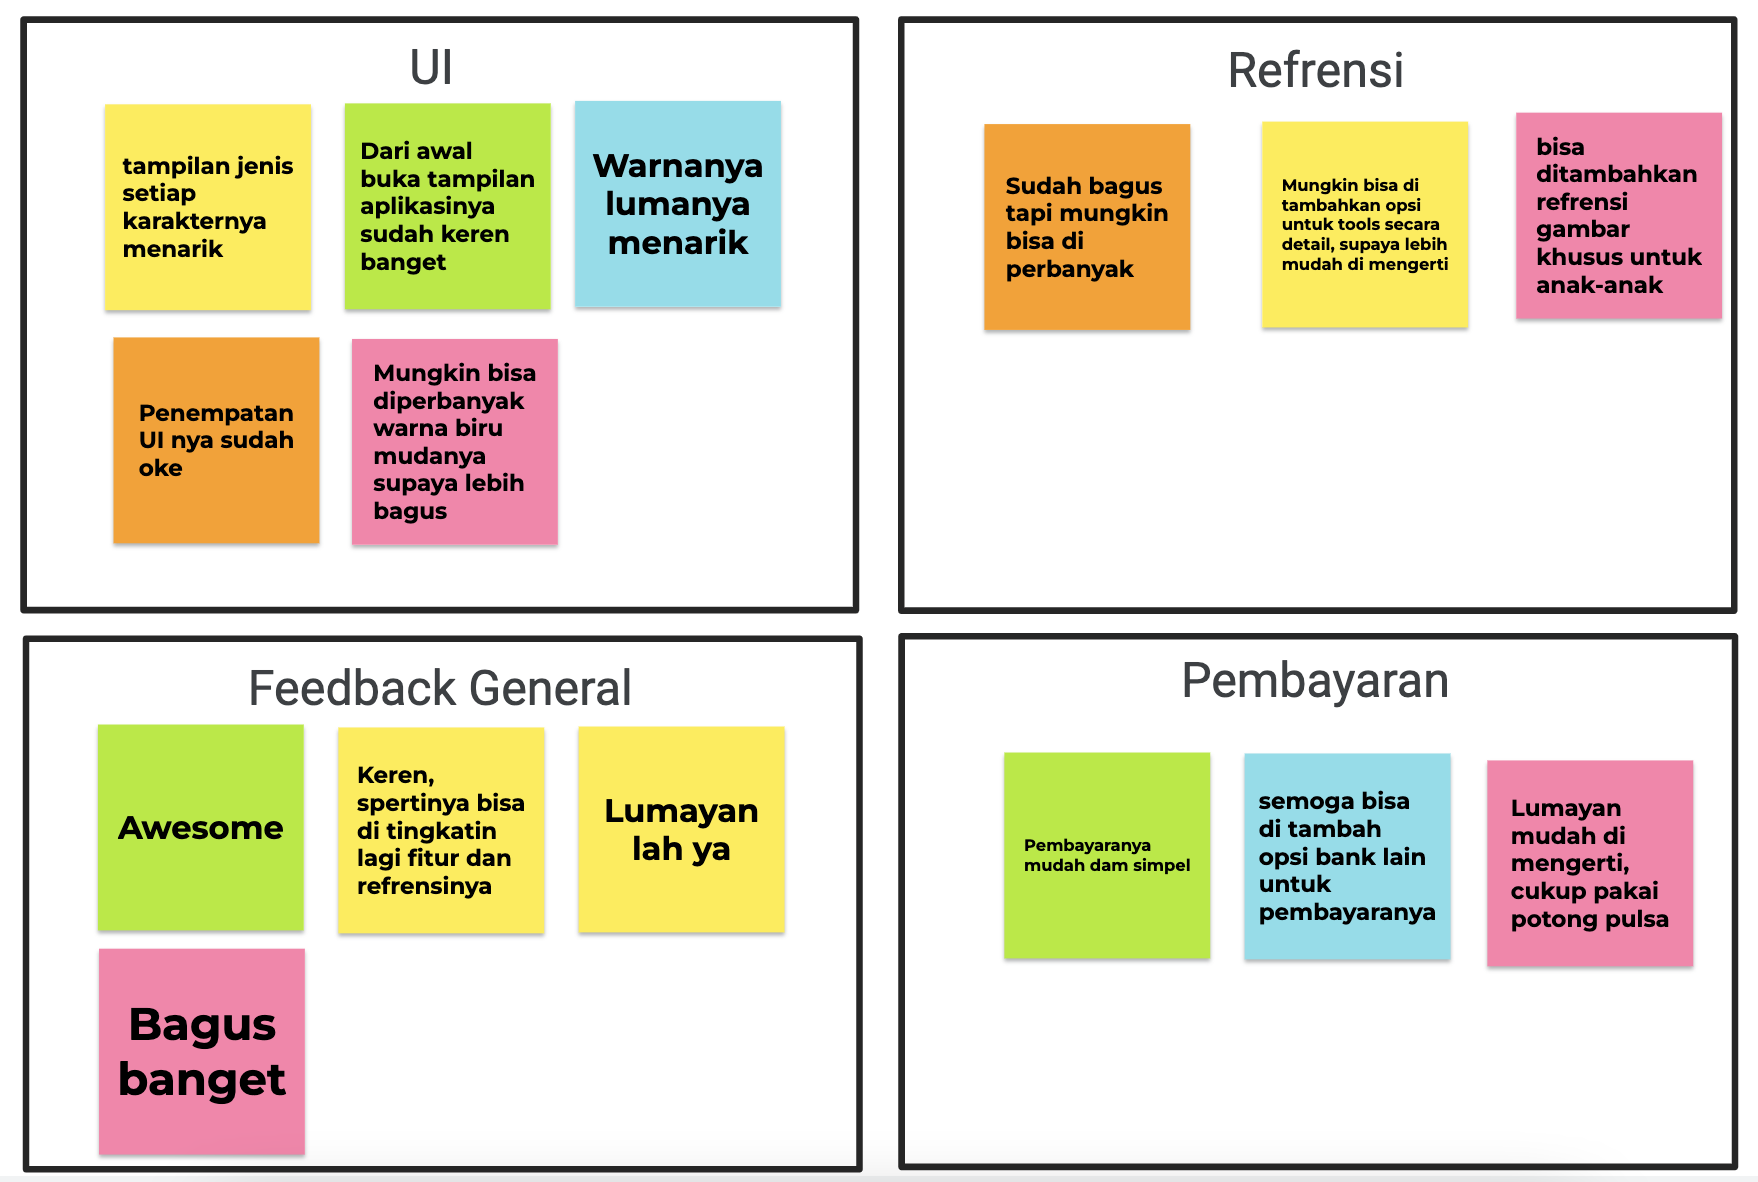 UI
tampilan jenis
setiap
karakternya
menarik
Dari awal
buka tampilan
aplikasinya
sudah keren
banget
Warnanya
lumanya
menarik
Penempatan
UI nya sudah
oke
Mungkin bisa
diperbanyak
warna biru
mudanya
supaya lebih
bagus
Refrensi
Sudah bagus
tapi mungkin
bisa di
perbanyak
Mungkin bisa di
tambahkan opsi
untuk tools secara
detail, supaya lebih
mudah di mengerti
bisa
ditambahkan
refrensi
gambar
khusus untuk
anak-anak
Feedback General
Awesome
Keren,
spertinya bisa
di tingkatin
lagi fitur dan
refrensinya
Lumayan
lah ya
Bagus
banget
Pembayaran
Pembayaranya
mudah dam simpel
semoga bisa
di tambah
opsi bank lain
untuk
pembayaranya
Lumayan
mudah di
mengerti,
cukup pakai
potong pulsa